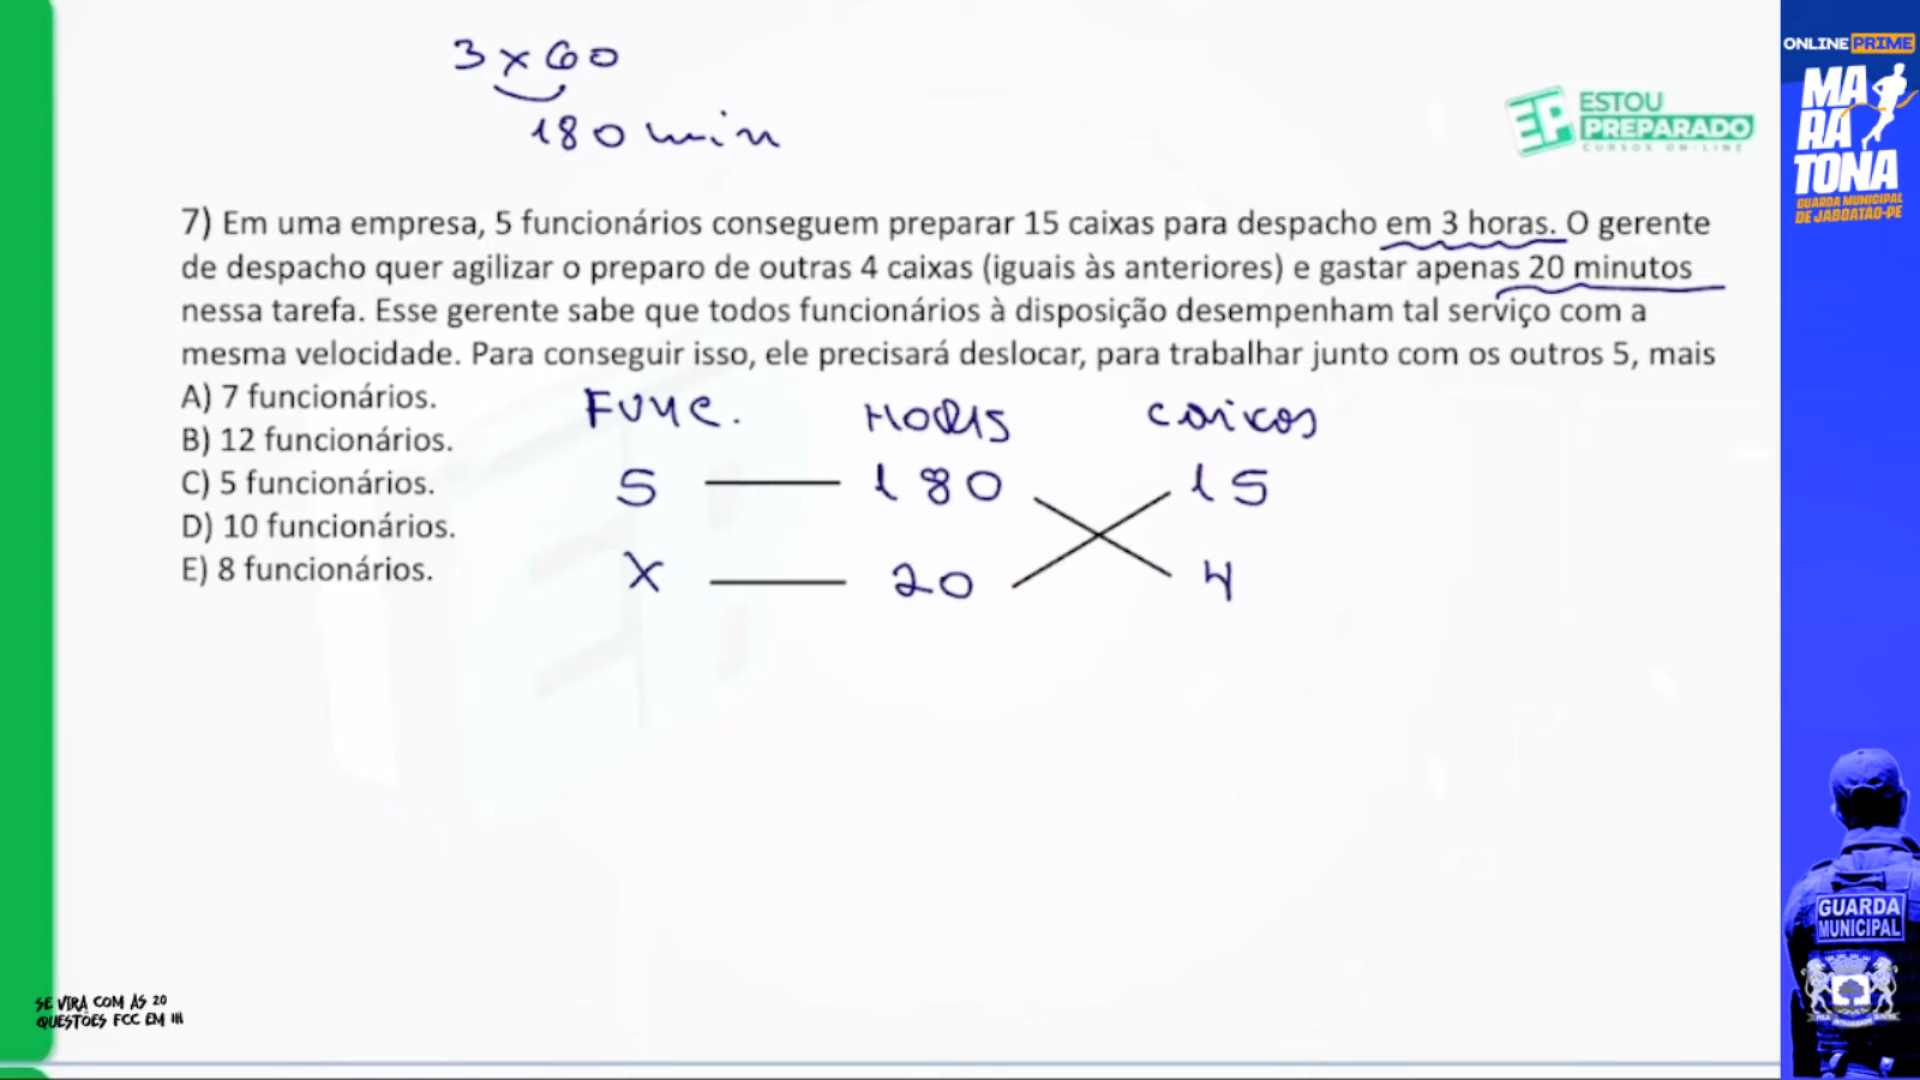 3 x 60
180 min
ONLINE PRIME
MA
RA
TONA
GUARDA MUNICIPAL
DE JABOATÃO-PE
EP ESTOU
PREPARADO
CURSOS ON-LINE
7) Em uma empresa, 5 funcionários conseguem preparar 15 caixas para despacho em 3 horas. O gerente
de despacho quer agilizar o preparo de outras 4 caixas (iguais às anteriores) e gastar apenas 20 minutos
nessa tarefa. Esse gerente sabe que todos funcionários à disposição desempenham tal serviço com a
mesma velocidade. Para conseguir isso, ele precisará deslocar, para trabalhar junto com os outros 5, mais
A) 7 funcionários.
B) 12 funcionários.
C) 5 funcionários.
D) 10 funcionários.
E) 8 funcionários.
FUNC. HORAS caixas
5 180 15
X 20 4
GUARDA
MUNICIPAL
SE VIRA COM AS 20
QUESTÕES FCC EM 1H